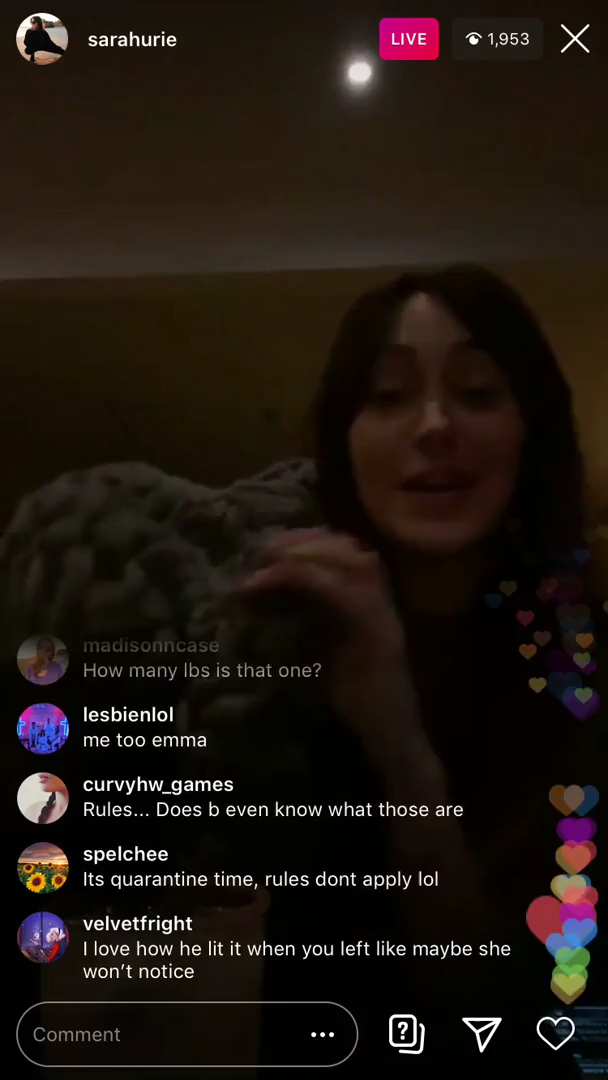 sarahurie
LIVE
1,953
madisonncase
How many lbs is that one?
lesbienlol
me too emma
curvyhw_games
Rules... Does b even know what those are
spelchee
Its quarantine time, rules dont apply lol
velvetfright
I love how he lit it when you left like maybe she
won’t notice
Comment
?